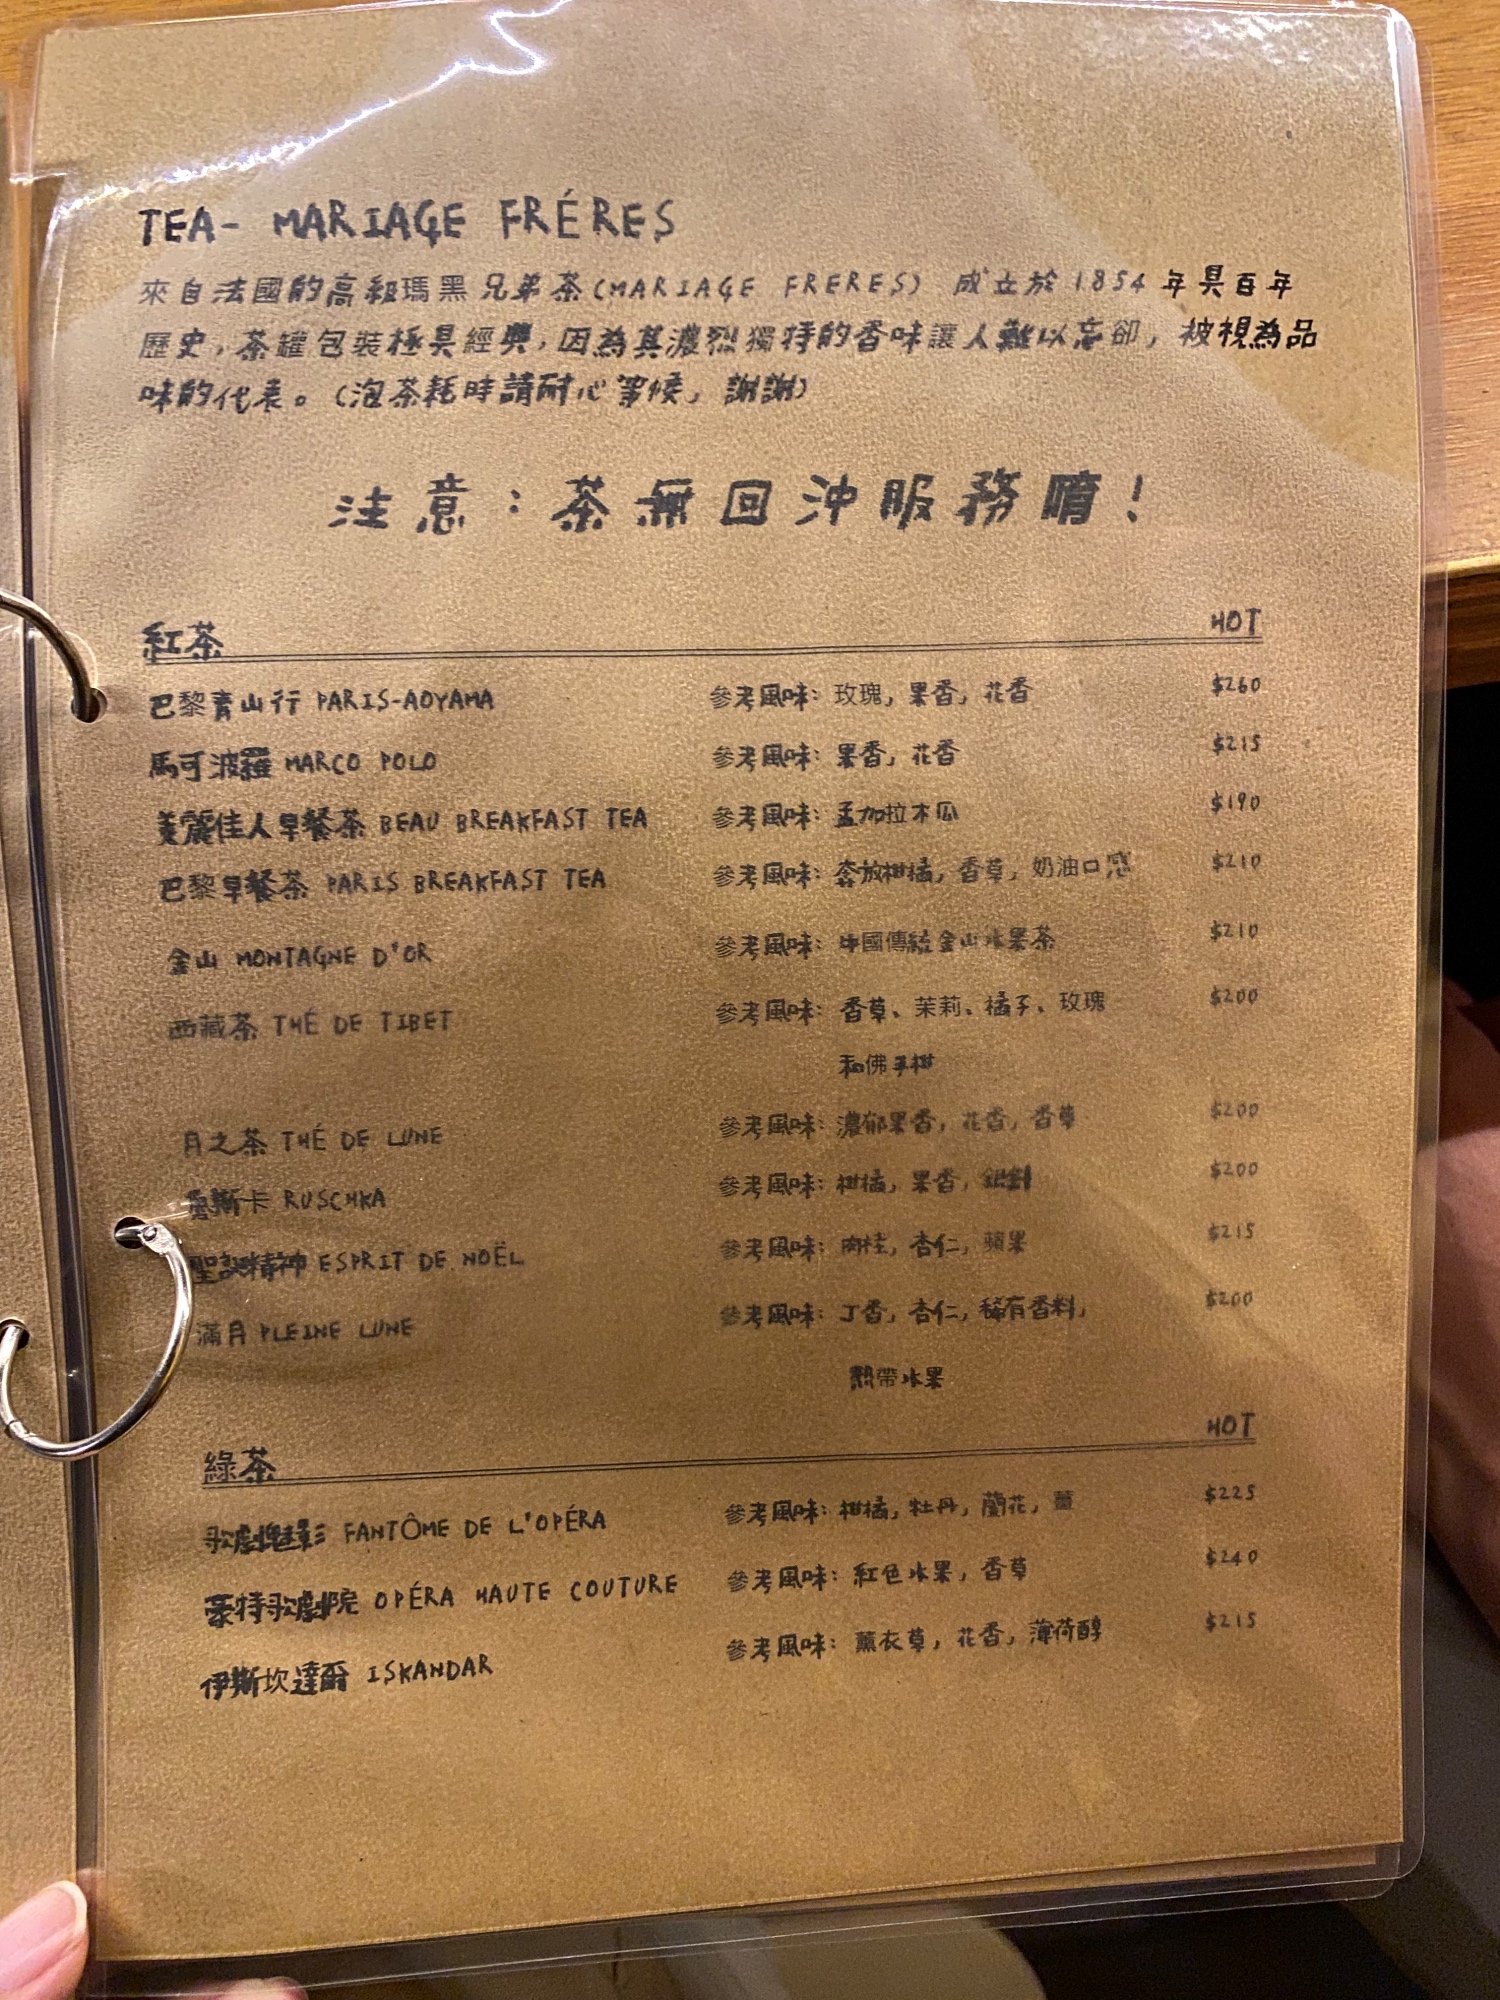 TEA- MARIAGE FRÉRES
來自法國的高級瑪黑兄弟茶(MARIAGE FRERES) 成立於1854年具百年
歷史,茶罐包裝極具經典,因為其濃烈獨特的香味讓人難以忘卻,被視為品
味的代表。(泡茶耗時請耐心等候,謝謝)
注意:茶無回沖服務唷!
紅茶 HOT
巴黎青山行 PARIS-AOYAMA 參考風味: 玫瑰, 果香, 花香 $260
馬可波羅 MARCO POLO 參考風味: 果香, 花香 $215
美麗佳人早餐茶 BEAU BREAKFAST TEA 參考風味: 孟加拉木瓜 $190
巴黎早餐茶 PARIS BREAKFAST TEA 參考風味: 奔放柑橘, 香草, 奶油口感 $210
金山 MONTAGNE D'OR 參考風味: 中國傳統金山水果茶 $210
西藏茶 THÉ DE TIBET 參考風味: 香草、茉莉、橘子、玫瑰 $200
和佛手柑
月之茶 THÉ DE LUNE 參考風味: 濃郁果香, 花香, 香草 $200
魯斯卡 RUSCHKA 參考風味: 柑橘, 果香, 銀針 $200
聖誕精神 ESPRIT DE NOËL 參考風味: 肉桂, 杏仁, 蘋果 $215
滿月 PLEINE LUNE 參考風味: 丁香, 杏仁, 稀有香料, $200
熱帶水果
綠茶 HOT
歌劇魅影 FANTÔME DE L'OPÉRA 參考風味: 柑橘, 牡丹, 蘭花, 薑 $225
豪特歌劇院 OPÉRA HAUTE COUTURE 參考風味: 紅色水果, 香草 $240
伊斯坎達爾 ISKANDAR 參考風味: 薰衣草, 花香, 薄荷醇 $215